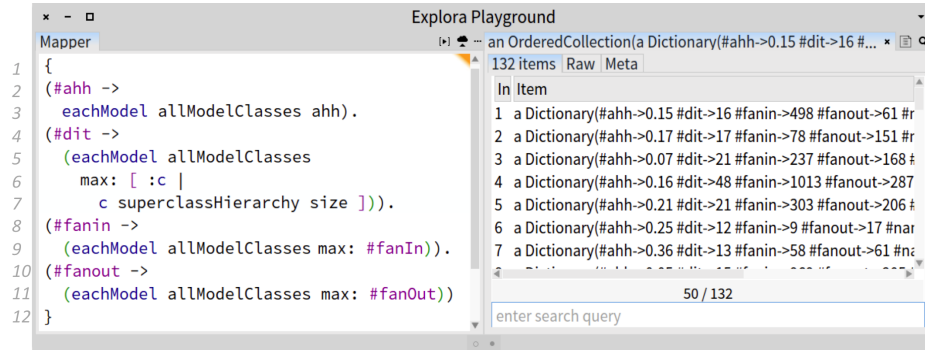 Explora Playground
Mapper
an OrderedCollection(a Dictionary(#ahh->0.15 #dit->16 #...
1 {
2 (#ahh ->
3 eachModel allModelClasses ahh).
4 (#dit ->
5 (eachModel allModelClasses
6 max: [ :c |
7 c superclassHierarchy size ])).
8 (#fanin ->
9 (eachModel allModelClasses max: #fanIn)).
10 (#fanout ->
11 (eachModel allModelClasses max: #fanOut))
12 }
132 items Raw Meta
In Item
1 a Dictionary(#ahh->0.15 #dit->16 #fanin->498 #fanout->61 #r
2 a Dictionary(#ahh->0.17 #dit->17 #fanin->78 #fanout->151 #r
3 a Dictionary(#ahh->0.07 #dit->21 #fanin->237 #fanout->168 #
4 a Dictionary(#ahh->0.16 #dit->48 #fanin->1013 #fanout->287
5 a Dictionary(#ahh->0.21 #dit->21 #fanin->303 #fanout->206 #
6 a Dictionary(#ahh->0.25 #dit->12 #fanin->9 #fanout->17 #nar
7 a Dictionary(#ahh->0.36 #dit->13 #fanin->58 #fanout->61 #na
50 / 132
enter search query